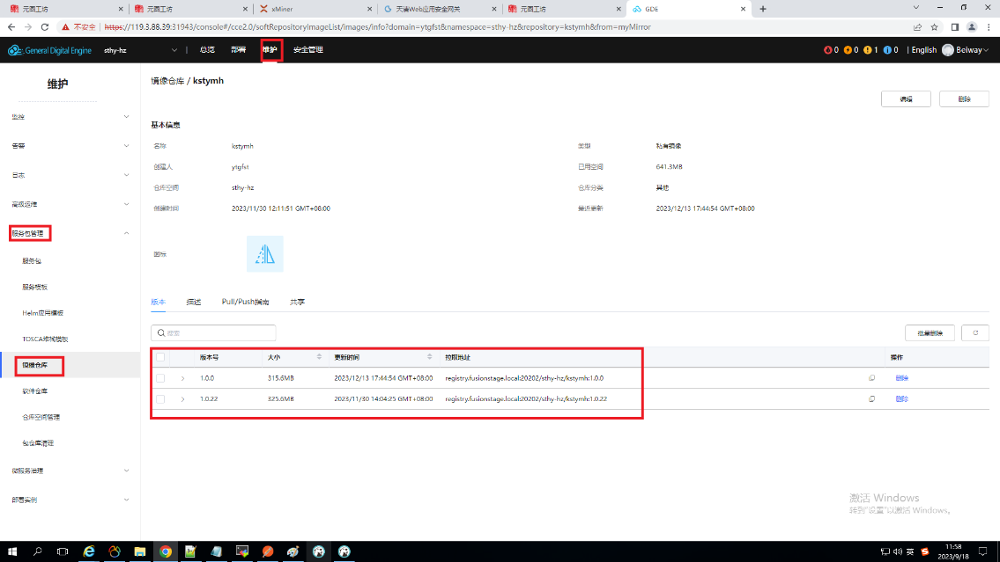 元图工坊
元图工坊
xMiner
天清Web应用安全网关
元图工坊
GDE
不安全 https://119.3.88.39:31943/console#/cce2.0/softRepositoryImageList/images/info?domain=ytgfst&namespace=sthy-hz&repository=kstymh&from=myMirror
General Digital Engine sthy-hz 总览 部署 维护 安全管理 0 0 1 0 English Beiway
维护
镜像仓库 / kstymh
编辑 删除
监控
告警
日志
高级运维
服务包管理
服务包
服务模板
Helm应用模板
TOSCA堆栈模板
镜像仓库
软件仓库
仓库空间管理
包仓库清理
微服务治理
部署实例
基本信息
名称 kstymh 类型 私有镜像
创建人 ytgfst 已用空间 641.3MB
仓库空间 sthy-hz 仓库分类 其他
创建时间 2023/11/30 12:11:51 GMT+08:00 最近更新 2023/12/13 17:44:54 GMT+08:00
图标
版本 描述 Pull/Push指南 共享
搜索 批量删除
版本号 大小 更新时间 拉取地址 操作
1.0.0 315.6MB 2023/12/13 17:44:54 GMT+08:00 registry.fusionstage.local:20202/sthy-hz/kstymh:1.0.0 删除
1.0.22 325.6MB 2023/11/30 14:04:25 GMT+08:00 registry.fusionstage.local:20202/sthy-hz/kstymh:1.0.22 删除
激活 Windows
转到"设置"以激活 Windows。
英
11:58
2023/9/18